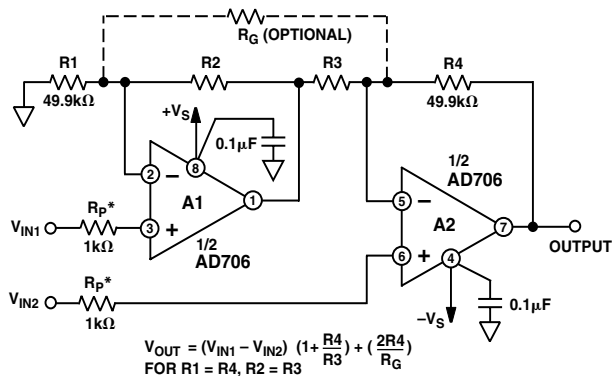 R_G (OPTIONAL)
R1
49.9kΩ
R2
R3
R4
49.9kΩ
+V_S
0.1µF
8
2
−
A1
1
3
+
1/2
AD706
V_IN1
R_P*
1kΩ
1/2
AD706
5
−
A2
7
6
+
4
OUTPUT
V_IN2
R_P*
1kΩ
−V_S
0.1µF
V_OUT = (V_IN1 − V_IN2) (1+ R4/R3) + (2R4/R_G)
FOR R1 = R4, R2 = R3